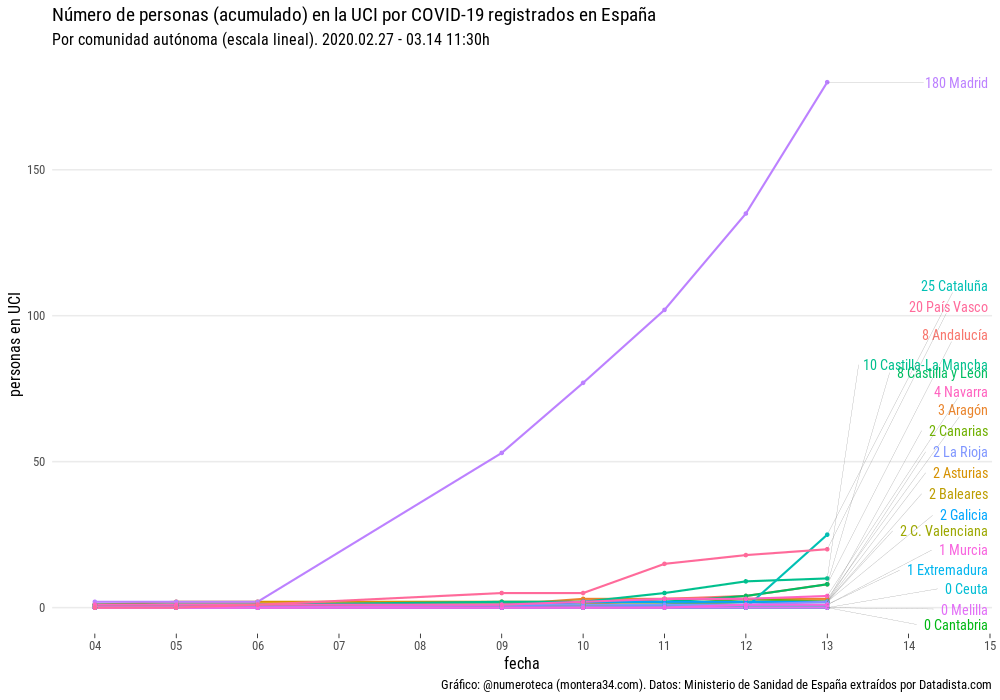 Número de personas (acumulado) en la UCI por COVID-19 registrados en España
Por comunidad autónoma (escala lineal). 2020.02.27 - 03.14 11:30h
180 Madrid
150
25 Cataluña
20 País Vasco
100
8 Andalucía
10 Castilla-La Mancha
8 Castilla y León
4 Navarra
3 Aragón
2 Canarias
2 La Rioja
50
2 Asturias
2 Baleares
2 Galicia
2 C. Valenciana
1 Murcia
1 Extremadura
0 Ceuta
0
0 Melilla
0 Cantabria
personas en UCI
04 05 06 07 08 09 10 11 12 13 14 15
fecha
Gráfico: @numeroteca (montera34.com). Datos: Ministerio de Sanidad de España extraídos por Datadista.com